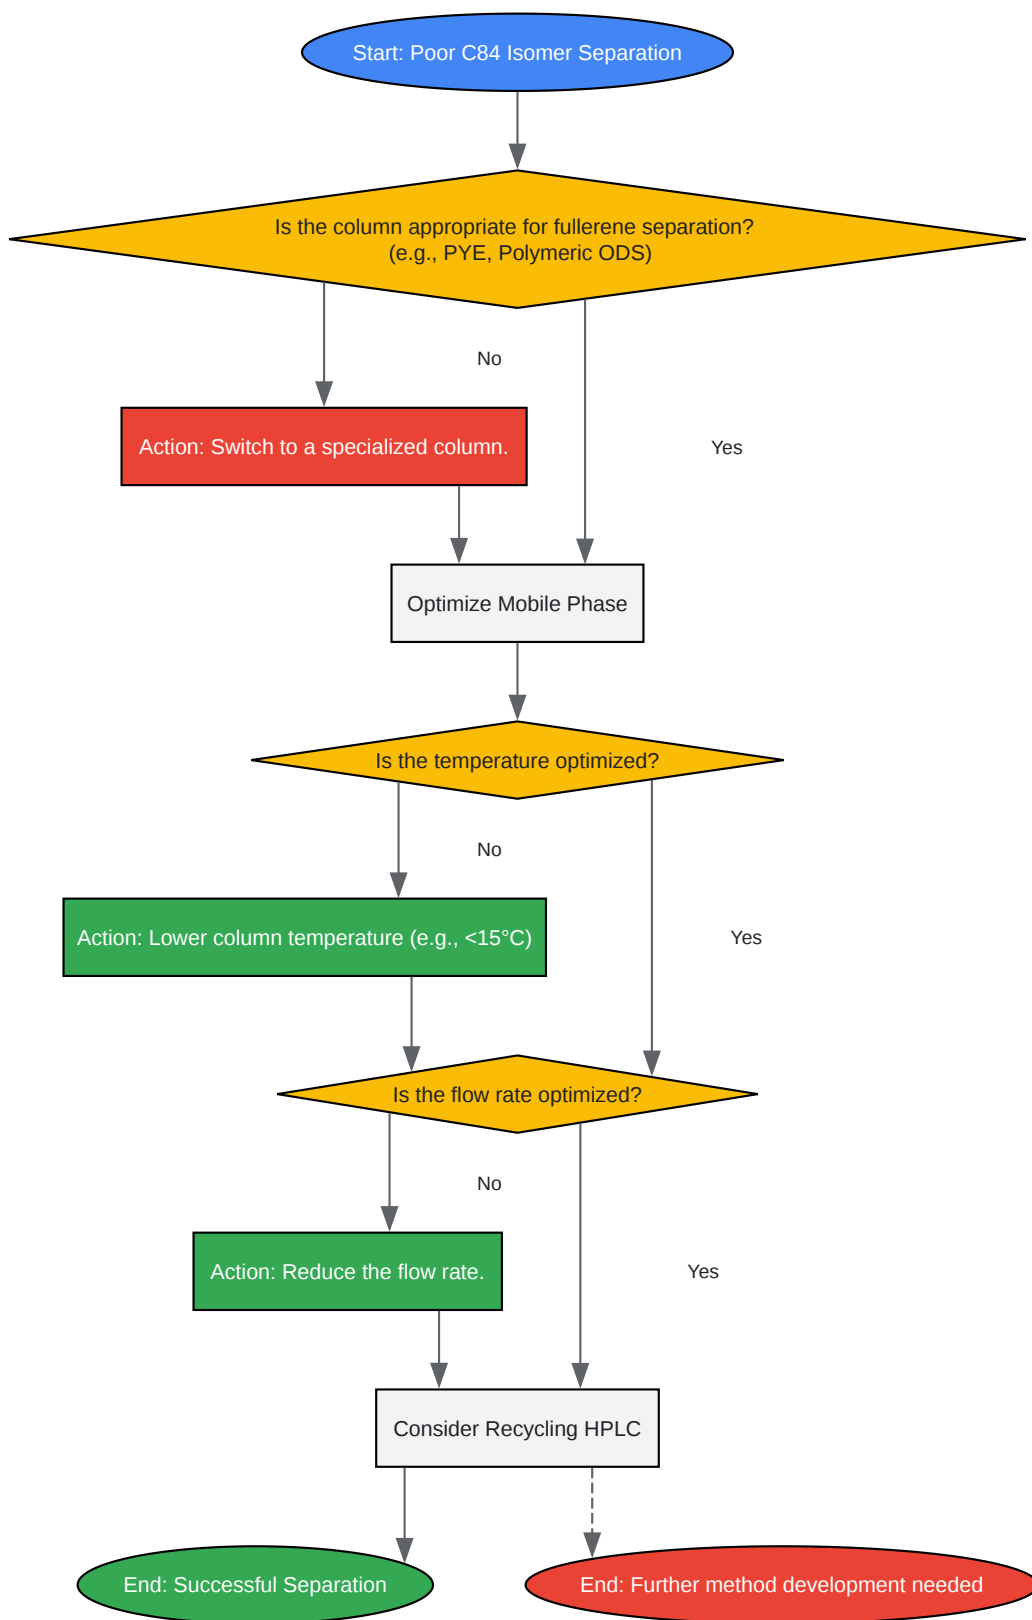 Start: Poor C84 Isomer Separation
Is the column appropriate for fullerene separation?
(e.g., PYE, Polymeric ODS)
No
Action: Switch to a specialized column.
Yes
Optimize Mobile Phase
Is the temperature optimized?
No
Action: Lower column temperature (e.g., <15°C)
Yes
Is the flow rate optimized?
No
Action: Reduce the flow rate.
Yes
Consider Recycling HPLC
End: Successful Separation
End: Further method development needed